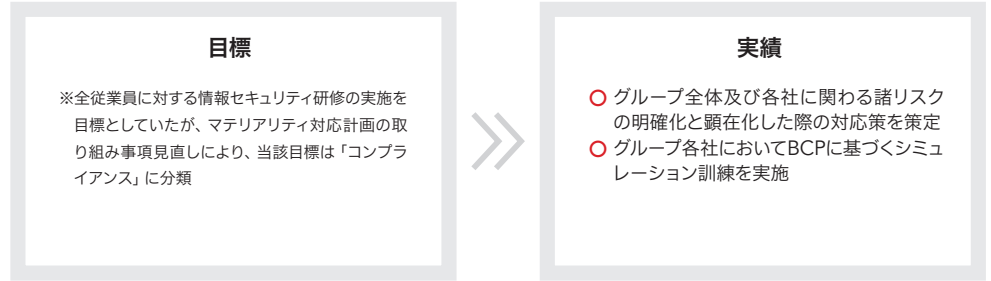 目標
※全従業員に対する情報セキュリティ研修の実施を
目標としていたが、マテリアリティ対応計画の取
り組み事項見直しにより、当該目標は「コンプラ
イアンス」に分類
実績
○ グループ全体及び各社に関わる諸リスク
の明確化と顕在化した際の対応策を策定
○ グループ各社においてBCPに基づくシミュ
レーション訓練を実施